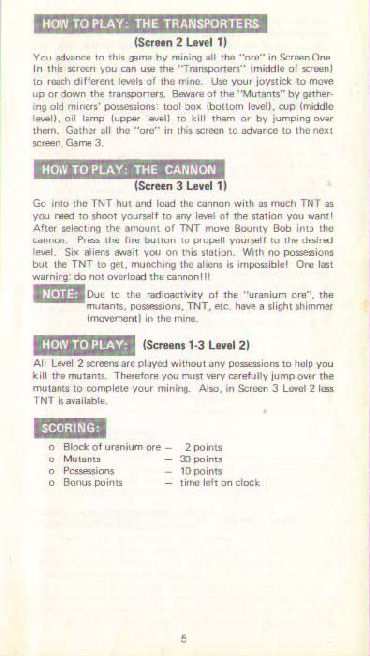 HOW TO PLAY: THE TRANSPORTERS
(Screen 2 Level 1)
You advance to this game by mining all the "ore" in Screen One.
In this screen you can use the "Transporters" (middle of screen)
to reach different levels of the mine. Use your joystick to move
up or down the transporters. Beware of the "Mutants" by gather-
ing old miners' possessions: tool box (bottom level), cup (middle
level), oil lamp (upper level) to kill them or by jumping over
them. Gather all the "ore" in this screen to advance to the next
screen, Game 3.
HOW TO PLAY: THE CANNON
(Screen 3 Level 1)
Go into the TNT hut and load the cannon with as much TNT as
you need to shoot yourself to any level of the station you want!
After selecting the amount of TNT move Bounty Bob into the
cannon. Press the fire button to propell yourself to the desired
level. Six aliens await you on this station. With no possessions
but the TNT to get, munching the aliens is impossible! One last
warning: do not overload the cannon!!!
NOTE: Due to the radioactivity of the "uranium ore", the
mutants, possessions, TNT, etc. have a slight shimmer
(movement) in the mine.
HOW TO PLAY: (Screens 1-3 Level 2)
All Level 2 screens are played without any possessions to help you
kill the mutants. Therefore you must very carefully jump over the
mutants to complete your mining. Also, in Screen 3 Level 2 less
TNT is available.
SCORING:
o Block of uranium ore — 2 points
o Mutants — 30 points
o Possessions — 10 points
o Bonus points — time left on clock
5